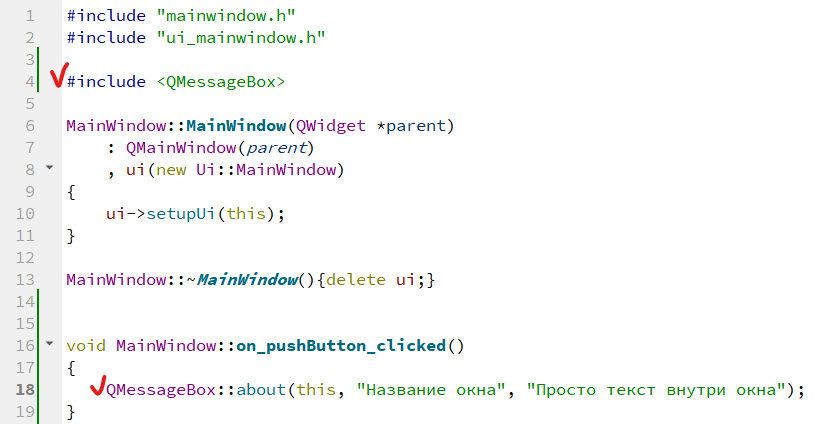 1 #include "mainwindow.h"
2 #include "ui_mainwindow.h"
3
4 #include <QMessageBox>
5
6 MainWindow::MainWindow(QWidget *parent)
7     : QMainWindow(parent)
8     , ui(new Ui::MainWindow)
9 {
10     ui->setupUi(this);
11 }
12
13 MainWindow::~MainWindow(){delete ui;}
14
15
16 void MainWindow::on_pushButton_clicked()
17 {
18     QMessageBox::about(this, "Название окна", "Просто текст внутри окна");
19 }